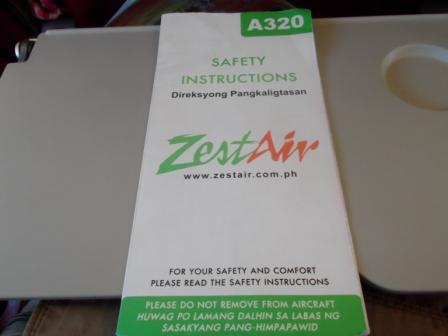 A320
SAFETY
INSTRUCTIONS
Direksyong Pangkaligtasan
ZestAir
www.zestair.com.ph
FOR YOUR SAFETY AND COMFORT
PLEASE READ THE SAFETY INSTRUCTIONS
PLEASE DO NOT REMOVE FROM AIRCRAFT
HUWAG PO LAMANG DALHIN SA LABAS NG
SASAKYANG PANG-HIMPAPAWID